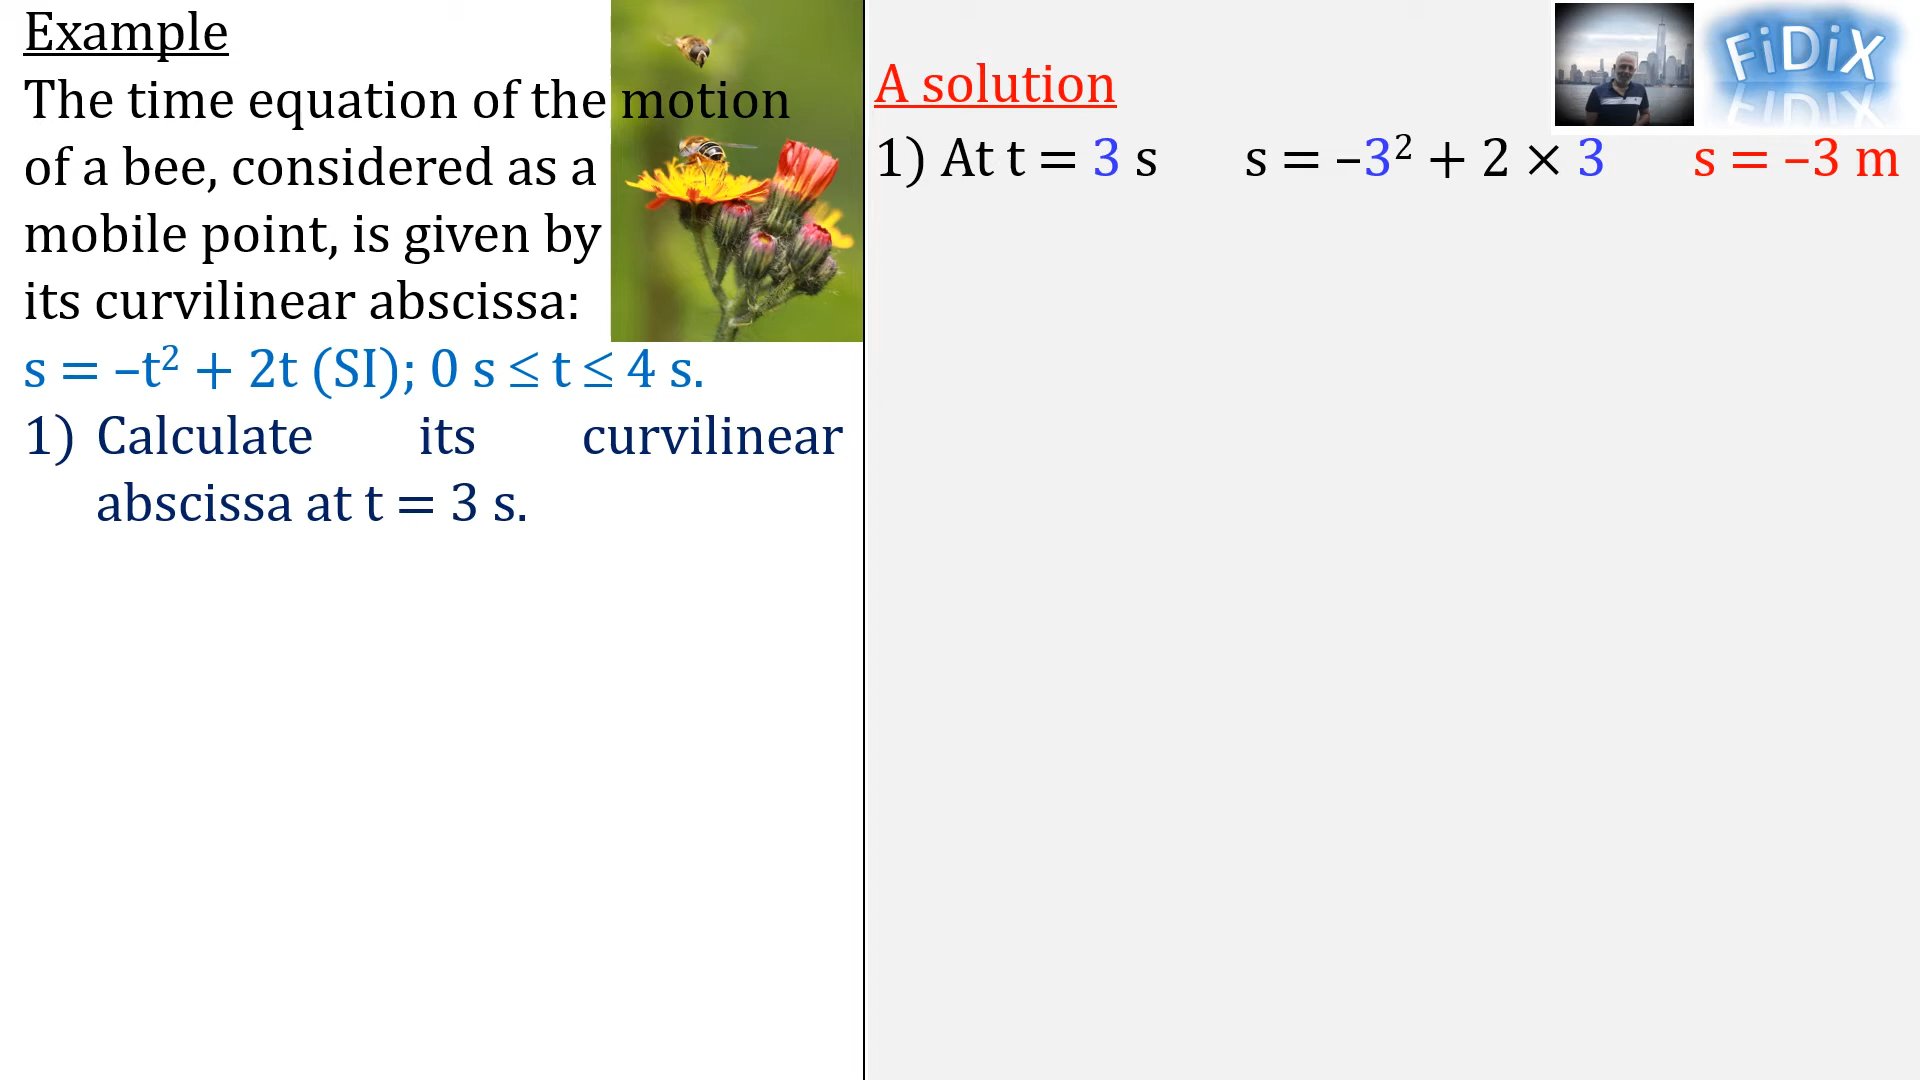 Example
The time equation of the motion
of a bee, considered as a
mobile point, is given by
its curvilinear abscissa:
s = –t² + 2t (SI); 0 s ≤ t ≤ 4 s.
1) Calculate its curvilinear
abscissa at t = 3 s.
FiDiX
A solution
1) At t = 3 s s = –3² + 2 × 3 s = –3 m